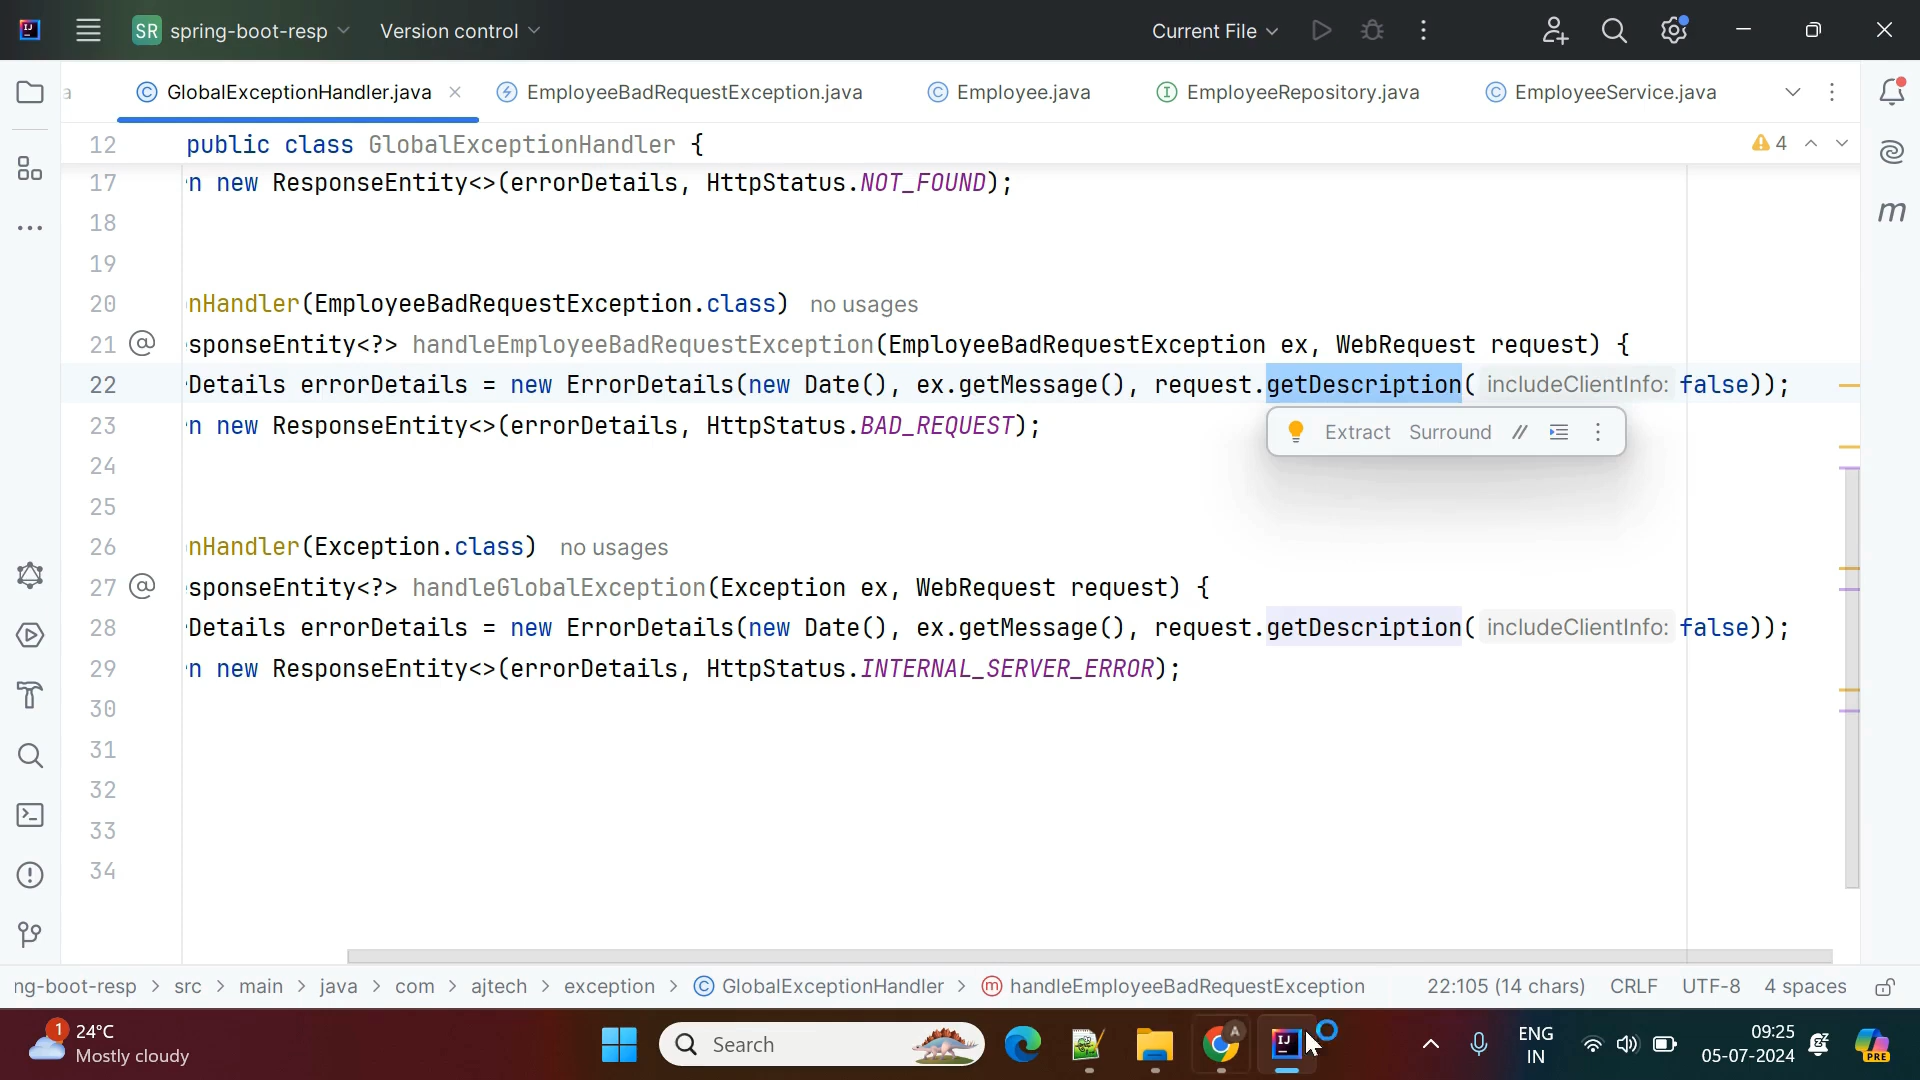 SR spring-boot-resp Version control Current File
a GlobalExceptionHandler.java EmployeeBadRequestException.java Employee.java EmployeeRepository.java EmployeeService.java
12 public class GlobalExceptionHandler { 4
17 n new ResponseEntity<>(errorDetails, HttpStatus.NOT_FOUND);
18
19
20 nHandler(EmployeeBadRequestException.class) no usages
21 sponseEntity<?> handleEmployeeBadRequestException(EmployeeBadRequestException ex, WebRequest request) {
22 Details errorDetails = new ErrorDetails(new Date(), ex.getMessage(), request.getDescription( includeClientInfo: false));
23 n new ResponseEntity<>(errorDetails, HttpStatus.BAD_REQUEST);
Extract Surround //
24
25
26 nHandler(Exception.class) no usages
27 sponseEntity<?> handleGlobalException(Exception ex, WebRequest request) {
28 Details errorDetails = new ErrorDetails(new Date(), ex.getMessage(), request.getDescription( includeClientInfo: false));
29 n new ResponseEntity<>(errorDetails, HttpStatus.INTERNAL_SERVER_ERROR);
30
31
32
33
34
ng-boot-resp > src > main > java > com > ajtech > exception > GlobalExceptionHandler > handleEmployeeBadRequestException 22:105 (14 chars) CRLF UTF-8 4 spaces
1 24°C
Mostly cloudy
Search
ENG
IN
09:25
05-07-2024
PRE